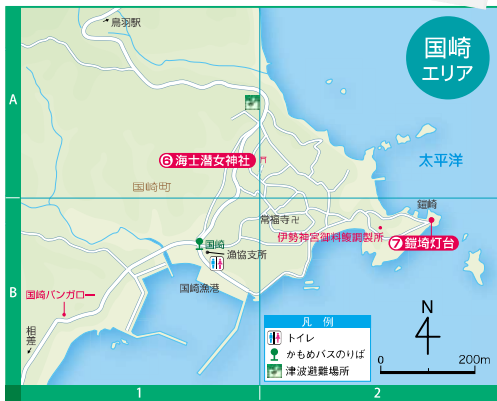 鳥羽駅
国崎
エリア
A
⑥海士潜女神社
太平洋
国崎町
鎧崎
常福寺卍
伊勢神宮御料鰒調製所
⑦鎧埼灯台
国崎
漁協支所
国崎漁港
B
国崎バンガロー
相差
凡 例
トイレ
かもめバスのりば
津波避難場所
N
0 200m
1 2